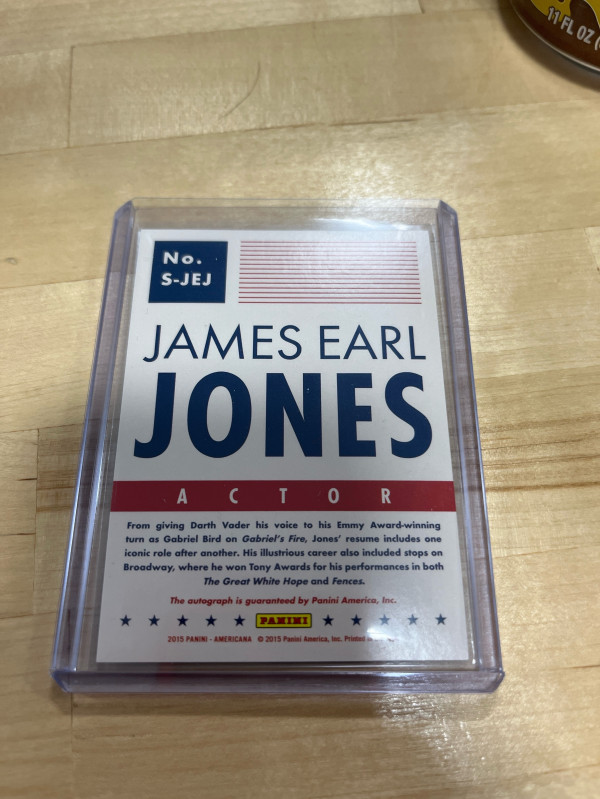 11 FL OZ
No.
S-JEJ
JAMES EARL
JONES
ACTOR
From giving Darth Vader his voice to his Emmy Award-winning
turn as Gabriel Bird on Gabriel's Fire, Jones' resume includes one
iconic role after another. His illustrious career also included stops on
Broadway, where he won Tony Awards for his performances in both
The Great White Hope and Fences.
The autograph is guaranteed by Panini America, Inc.
PANINI
2015 PANINI - AMERICANA © 2015 Panini America, Inc. Printed